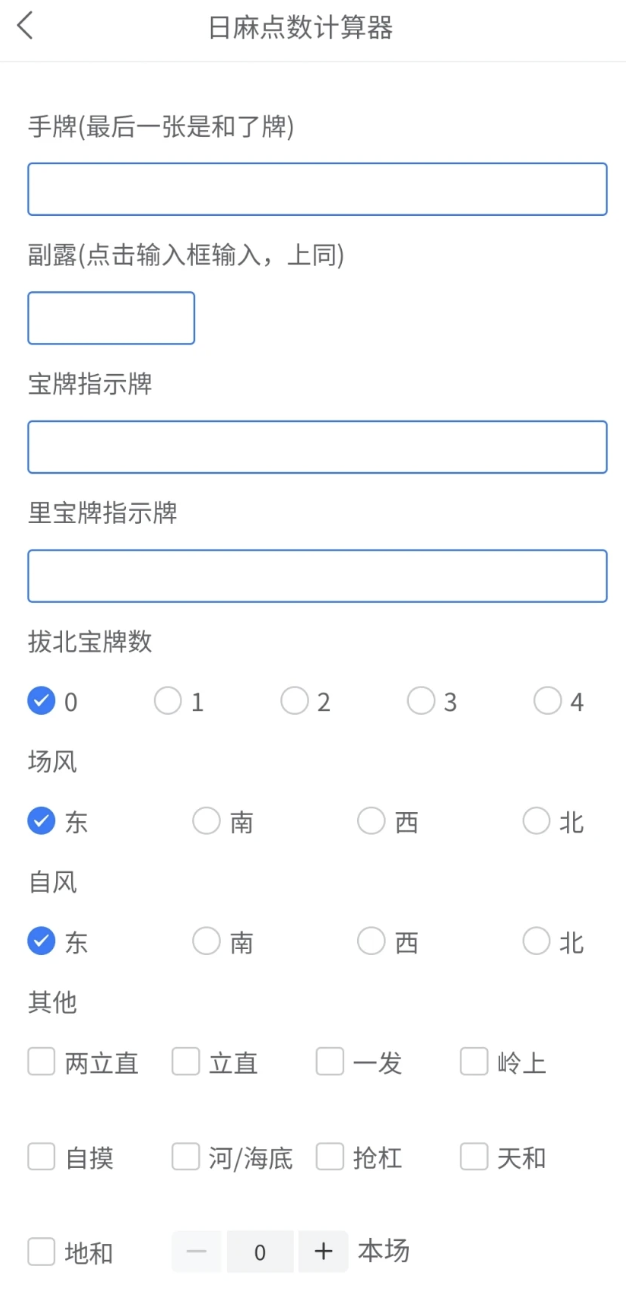 日麻点数计算器
手牌(最后一张是和了牌)
副露(点击输入框输入，上同)
宝牌指示牌
里宝牌指示牌
拔北宝牌数
0 1 2 3 4
场风
东 南 西 北
自风
东 南 西 北
其他
两立直 立直 一发 岭上
自摸 河/海底 抢杠 天和
地和 — 0 + 本场